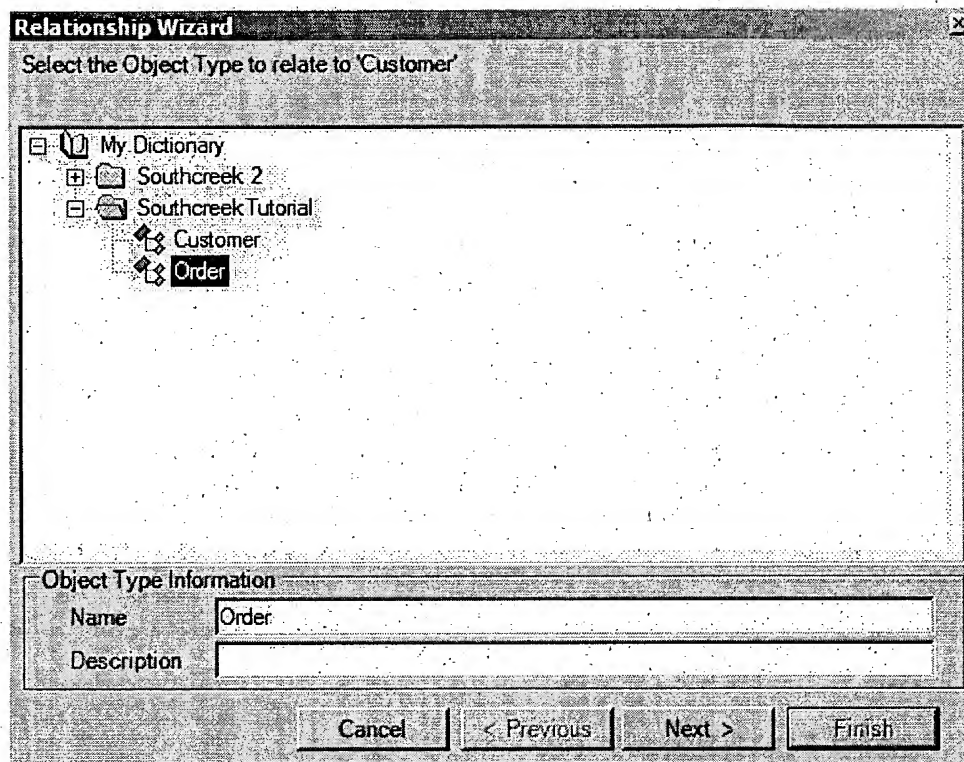 Relationship Wizard
Select the Object Type to relate to 'Customer'
My Dictionary
Southcreek 2
Southcreek Tutorial
Customer
Order
Object Type Information
Name Order
Description
Cancel < Previous Next > Finish